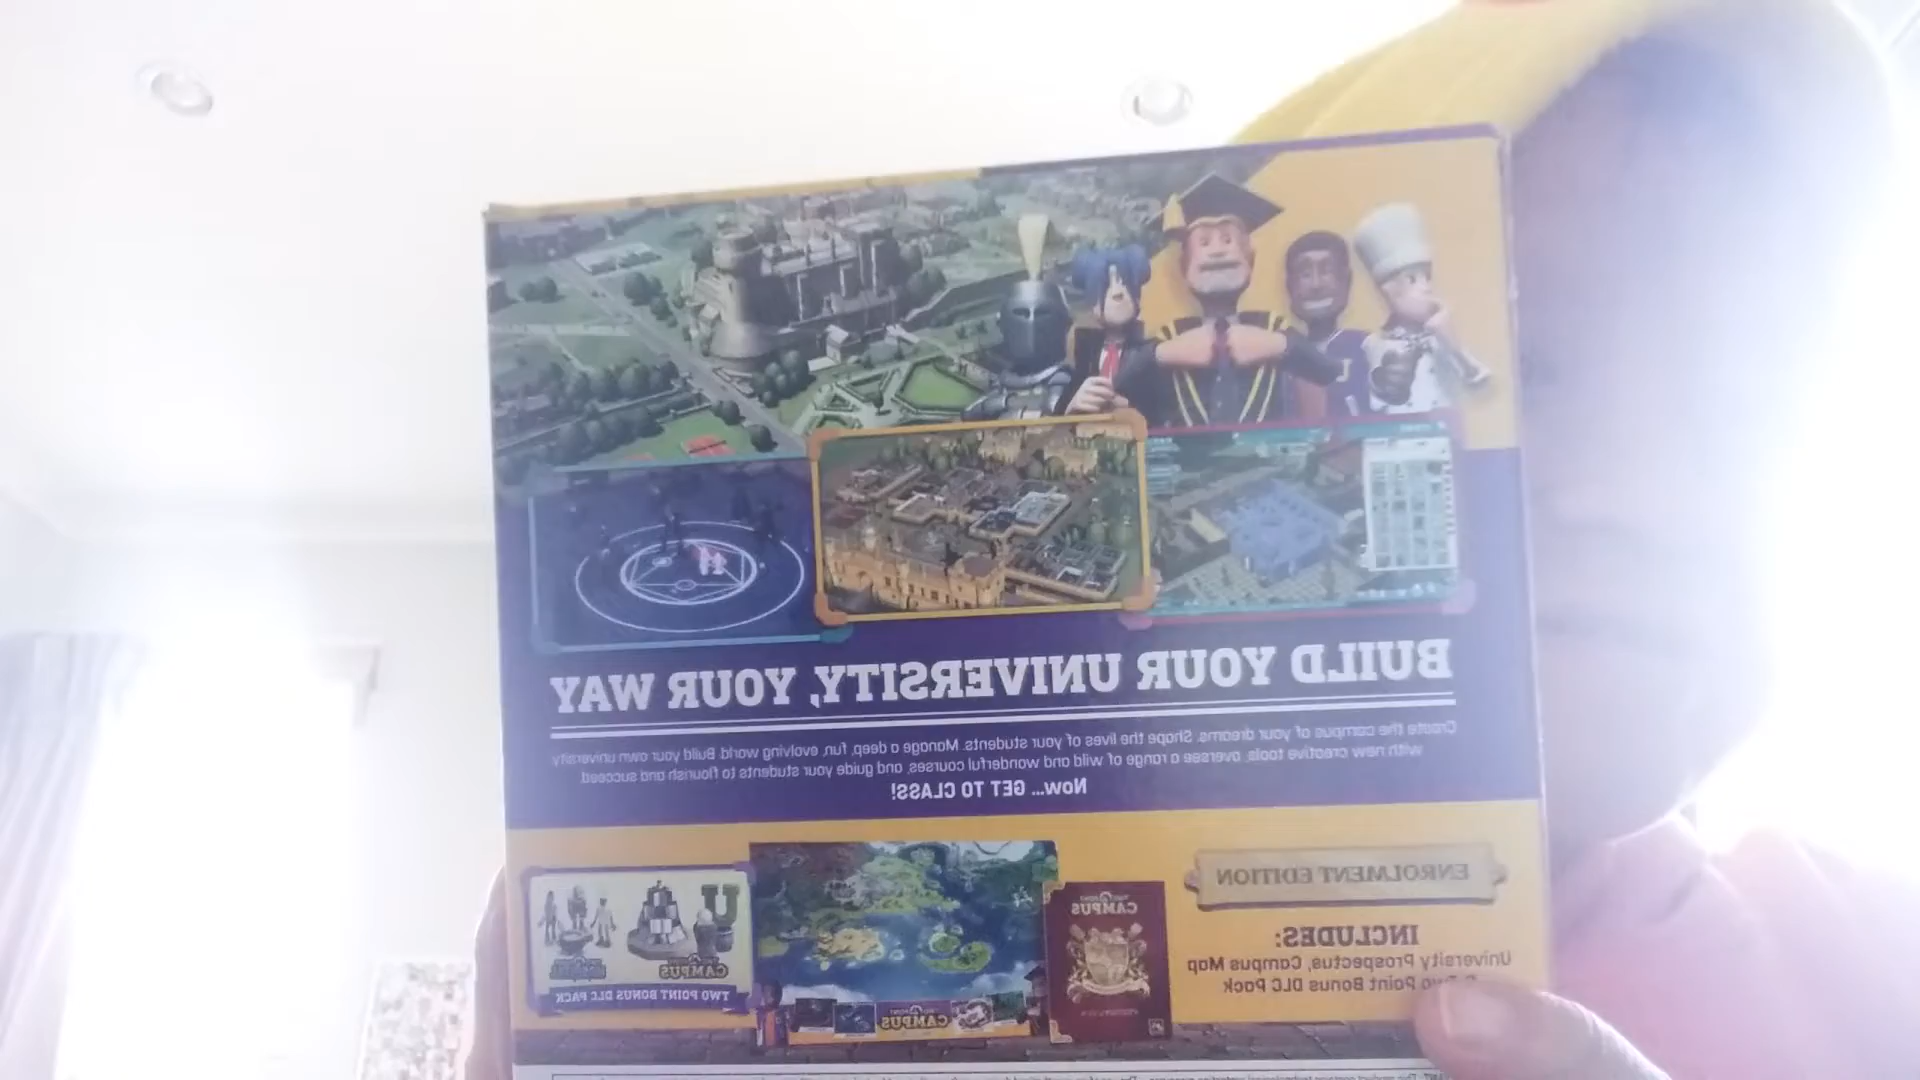 BUILD YOUR UNIVERSITY, YOUR WAY
Create the campus of your dreams. Shape the lives of your students. Manage a deep, fun, evolving world. Build your own university
with new creative tools, oversee a range of wild and wonderful courses, and guide your students to flourish and succeed.
Now... GET TO CLASS!
ENROLMENT EDITION
INCLUDES:
University Prospectus, Campus Map
Two Point Bonus DLC Pack
CAMPUS
CAMPUS
U
CAMPUS
TWO POINT BONUS DLC PACK